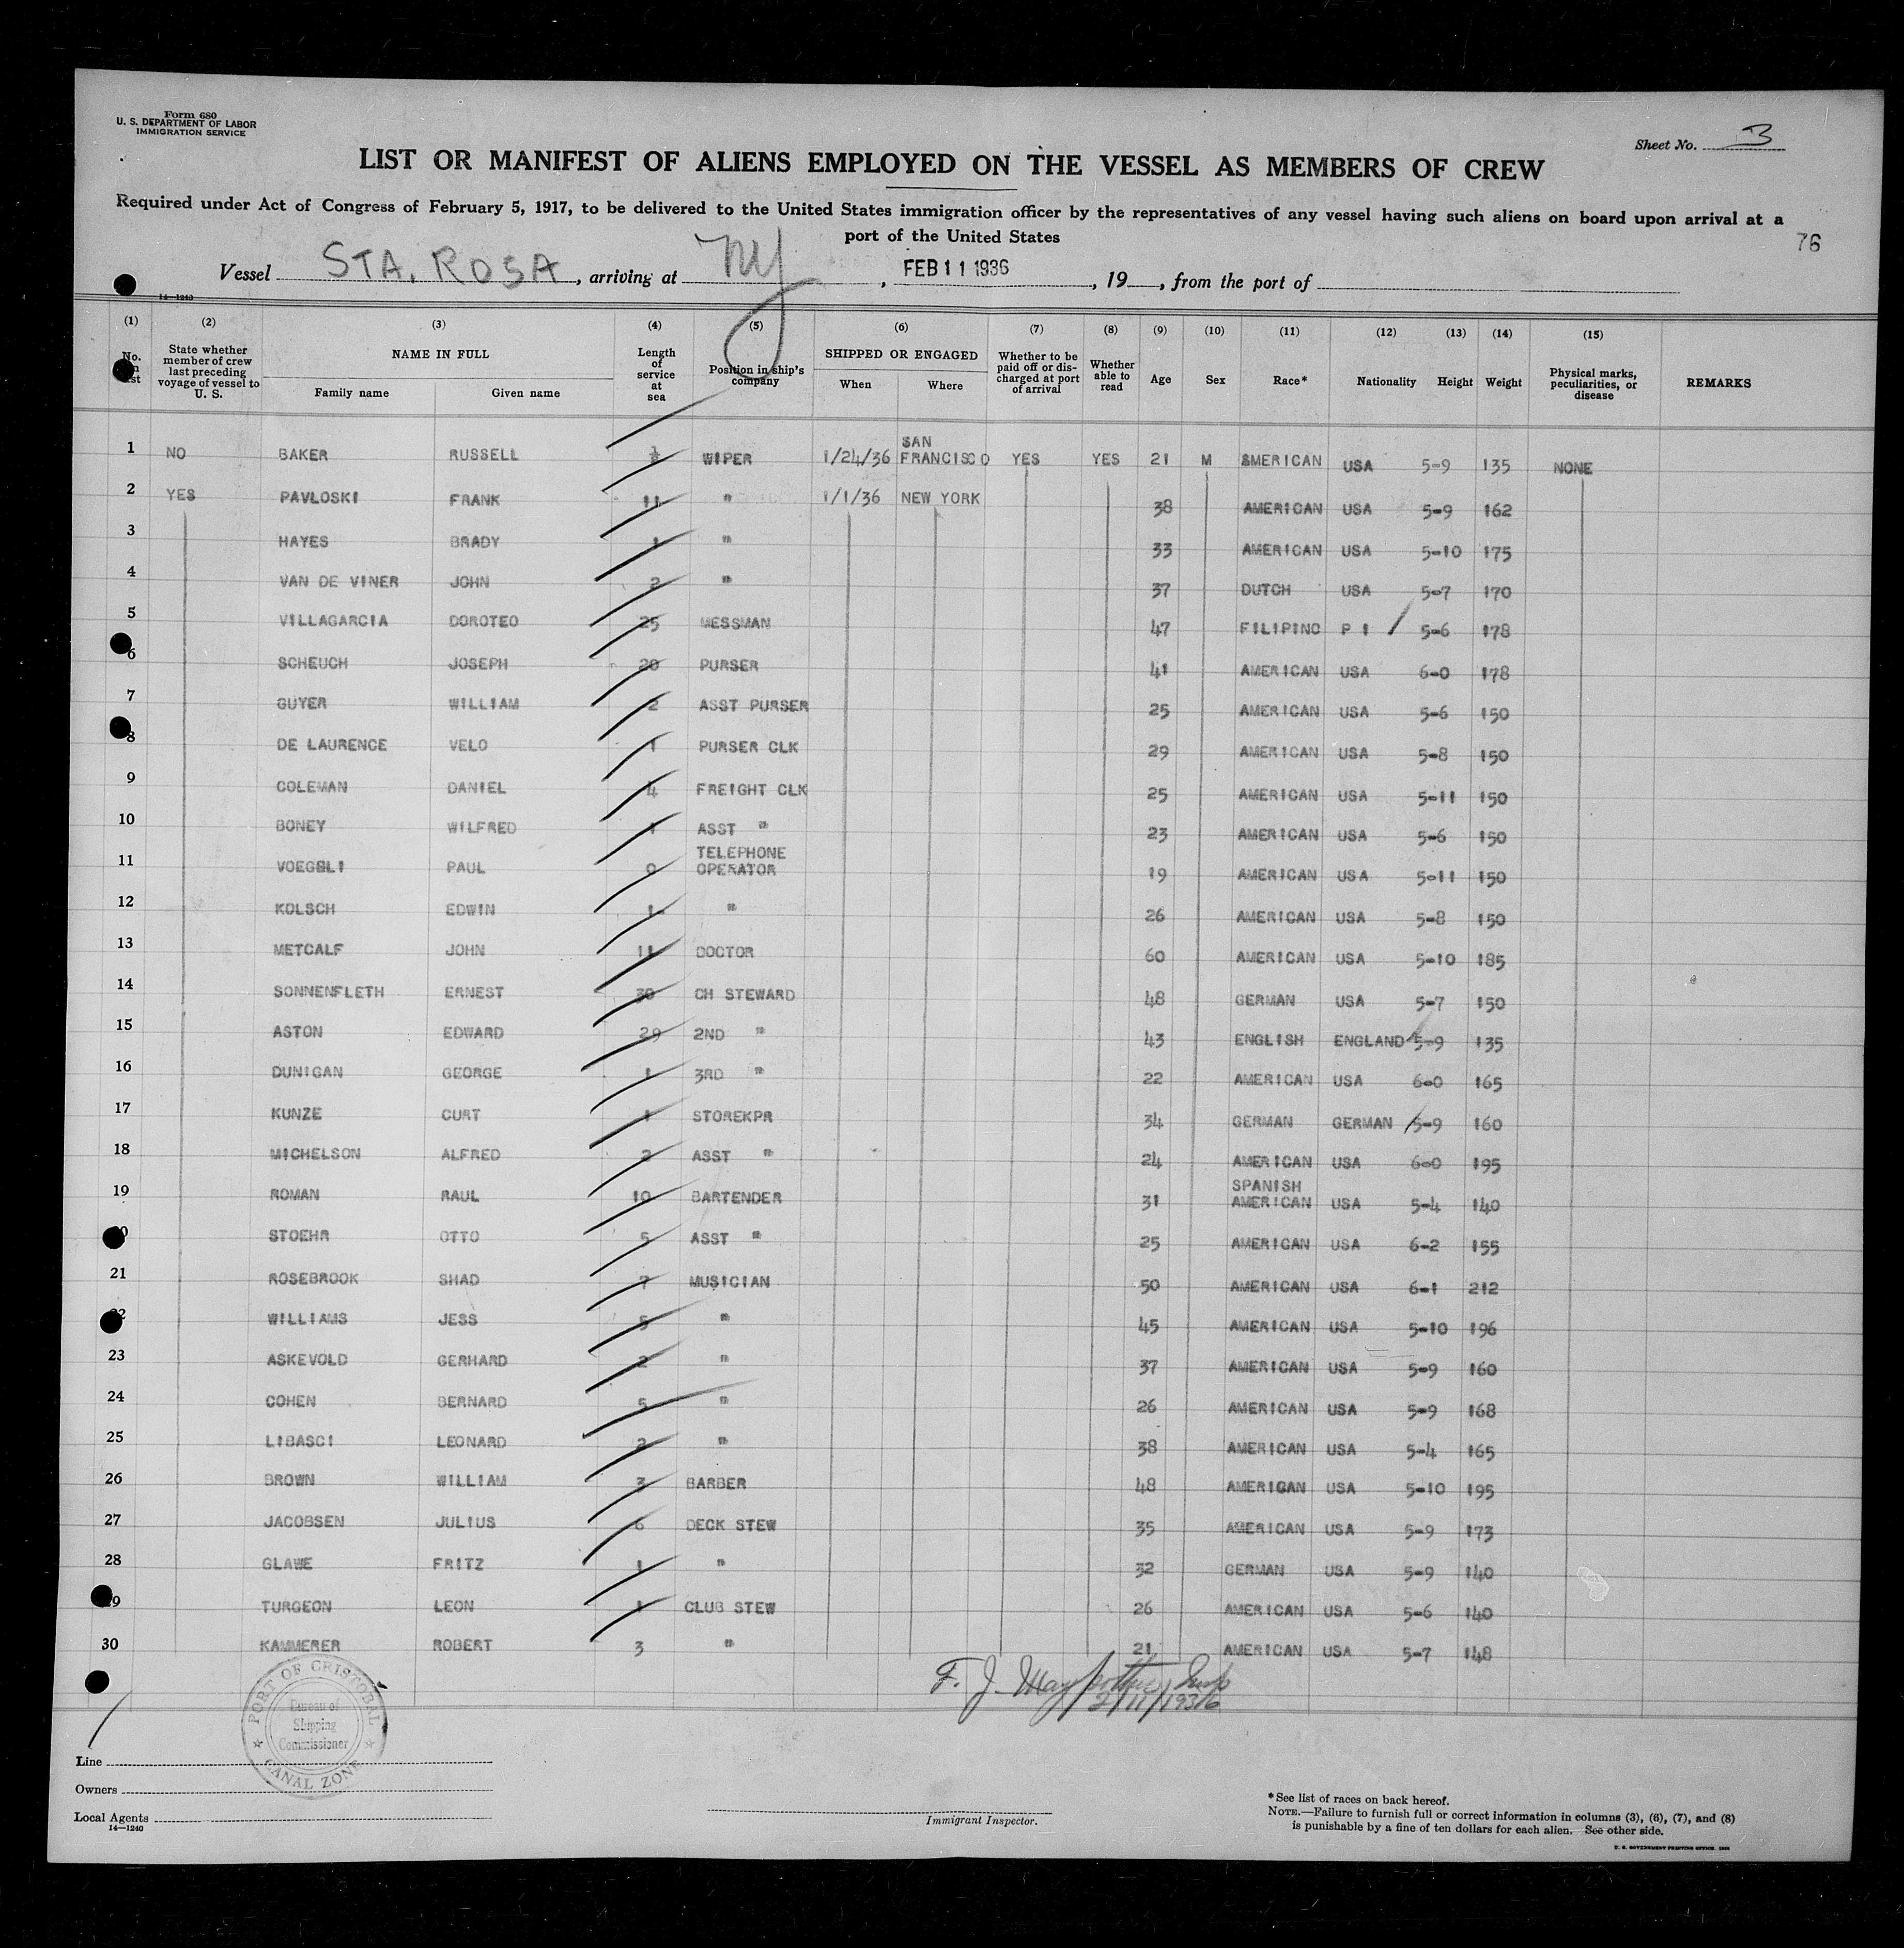 Form 680
U. S. DEPARTMENT OF LABOR
IMMIGRATION SERVICE
Sheet No. 3
LIST OR MANIFEST OF ALIENS EMPLOYED ON THE VESSEL AS MEMBERS OF CREW
Required under Act of Congress of February 5, 1917, to be delivered to the United States immigration officer by the representatives of any vessel having such aliens on board upon arrival at a
port of the United States
76
Vessel STA. ROSA, arriving at NY, FEB 11 1936, 19, from the port of
14—1240
(1) (2) (3) (4) (5) (6) (7) (8) (9) (10) (11) (12) (13) (14) (15)
No. State whether member of crew last preceding voyage of vessel to U. S. NAME IN FULL Family name Given name Length of service at sea Position in ship's company SHIPPED OR ENGAGED When Where Whether to be paid off or discharged at port of arrival Whether able to read Age Sex Race* Nationality Height Weight Physical marks, peculiarities, or disease REMARKS
1 NO BAKER RUSSELL WIPER 1/24/36 SAN FRANCISCO YES YES 21 M AMERICAN USA 5-9 135 NONE
2 YES PAVLOSKI FRANK 11 " 1/1/36 NEW YORK 38 AMERICAN USA 5-9 162
3 HAYES BRADY 1 " 33 AMERICAN USA 5-10 175
4 VAN DE VINER JOHN 2 " 37 DUTCH USA 5-7 170
5 VILLAGARCIA DOROTEO 25 MESSMAN 47 FILIPINO P I 5-6 178
6 SCHEUCH JOSEPH 20 PURSER 41 AMERICAN USA 6-0 178
7 GUYER WILLIAM 2 ASST PURSER 25 AMERICAN USA 5-6 150
8 DE LAURENCE VELO 1 PURSER CLK 29 AMERICAN USA 5-8 150
9 COLEMAN DANIEL 4 FREIGHT CLK 25 AMERICAN USA 5-11 150
10 BONEY WILFRED 1 ASST " 23 AMERICAN USA 5-6 150
11 VOEGELI PAUL 0 TELEPHONE OPERATOR 19 AMERICAN USA 5-11 150
12 KOLSCH EDWIN 1 " 26 AMERICAN USA 5-8 150
13 METCALF JOHN 11 DOCTOR 60 AMERICAN USA 5-10 185
14 SONNENFLETH ERNEST 30 CH STEWARD 48 GERMAN USA 5-7 150
15 ASTON EDWARD 29 2ND " 43 ENGLISH ENGLAND 5-9 135
16 DUNIGAN GEORGE 1 3RD " 22 AMERICAN USA 6-0 165
17 KUNZE CURT 1 STOREKPR 34 GERMAN GERMAN 5-9 160
18 MICHELSON ALFRED 2 ASST " 24 AMERICAN USA 6-0 195
19 ROMAN RAUL 10 BARTENDER 31 SPANISH AMERICAN USA 5-4 140
20 STOEHR OTTO 5 ASST " 25 AMERICAN USA 6-2 155
21 ROSEBROOK SHAD 7 MUSICIAN 50 AMERICAN USA 6-1 212
22 WILLIAMS JESS 5 " 45 AMERICAN USA 5-10 196
23 ASKEVOLD GERHARD 2 " 37 AMERICAN USA 5-9 160
24 COHEN BERNARD 5 " 26 AMERICAN USA 5-9 168
25 LIBASCI LEONARD 2 " 38 AMERICAN USA 5-4 165
26 BROWN WILLIAM 3 BARBER 48 AMERICAN USA 5-10 195
27 JACOBSEN JULIUS 6 DECK STEW 35 AMERICAN USA 5-9 173
28 GLAWE FRITZ 1 " 32 GERMAN USA 5-9 140
29 TURGEON LEON 1 CLUB STEW 26 AMERICAN USA 5-6 140
30 KAMMERER ROBERT 3 " 21 AMERICAN USA 5-7 148
F. J.
2/11/1936
PORT OF CRISTOBAL
Bureau of
Shipping
Commissioner
CANAL ZONE
Line
Owners
Local Agents
14—1240
Immigrant Inspector.
*See list of races on back hereof.
NOTE.—Failure to furnish full or correct information in columns (3), (6), (7), and (8)
is punishable by a fine of ten dollars for each alien. See other side.